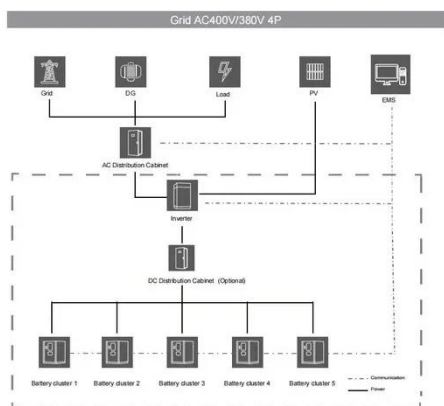 Grid AC400V/380V 4P
Grid DG Load PV EMS
AC Distribution Cabinet
Inverter
DC Distribution Cabinet (Optional)
Battery cluster 1 Battery cluster 2 Battery cluster 3 Battery cluster 4 Battery cluster 5
Communication
Power